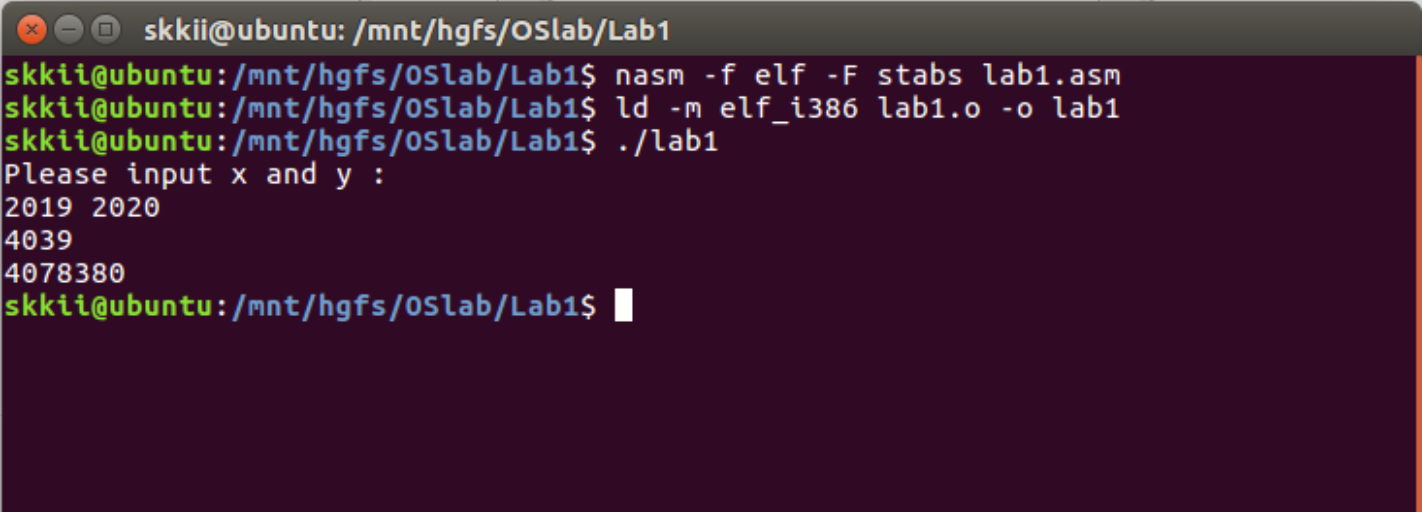 skkii@ubuntu: /mnt/hgfs/OSlab/Lab1
skkii@ubuntu:/mnt/hgfs/OSlab/Lab1$ nasm -f elf -F stabs lab1.asm
skkii@ubuntu:/mnt/hgfs/OSlab/Lab1$ ld -m elf_i386 lab1.o -o lab1
skkii@ubuntu:/mnt/hgfs/OSlab/Lab1$ ./lab1
Please input x and y :
2019 2020
4039
4078380
skkii@ubuntu:/mnt/hgfs/OSlab/Lab1$